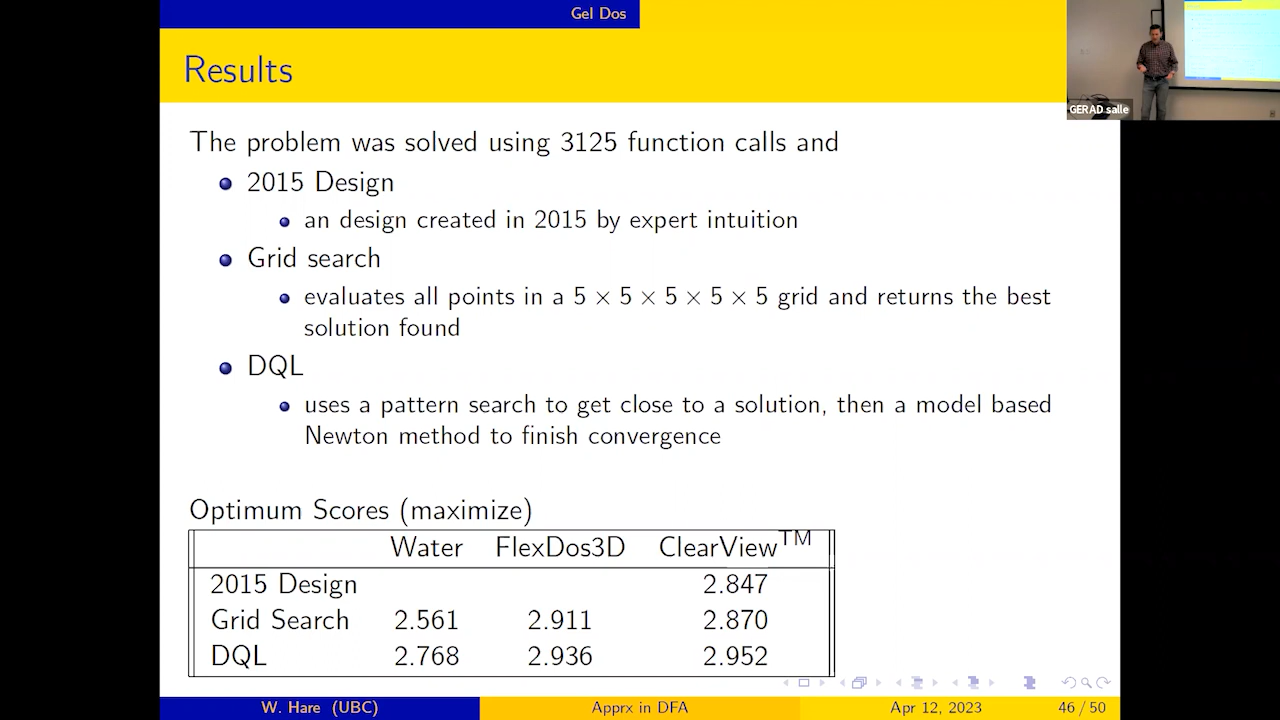 Gel Dos
Results
GERAD salle
The problem was solved using 3125 function calls and
2015 Design
an design created in 2015 by expert intuition
Grid search
evaluates all points in a 5 × 5 × 5 × 5 × 5 grid and returns the best
solution found
DQL
uses a pattern search to get close to a solution, then a model based
Newton method to finish convergence
Optimum Scores (maximize)
Water FlexDos3D ClearView™
2015 Design 2.847
Grid Search 2.561 2.911 2.870
DQL 2.768 2.936 2.952
W. Hare (UBC) Apprx in DFA Apr 12, 2023 46 / 50